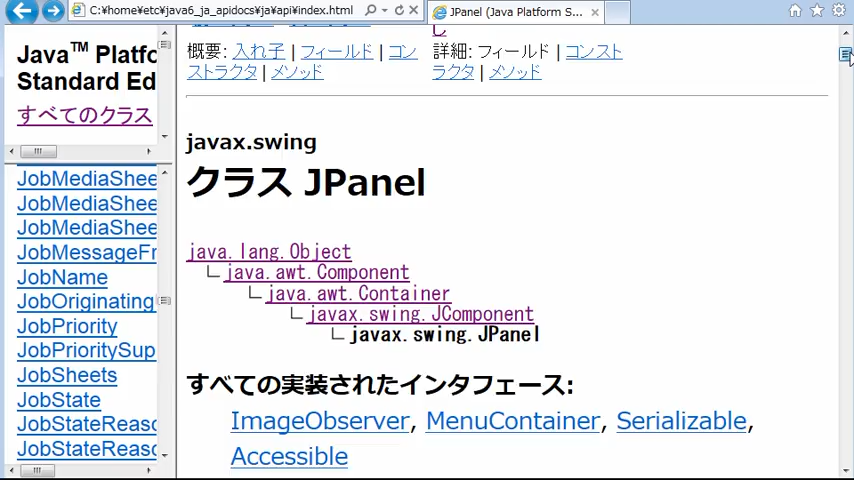 C:¥home¥etc¥java6_ja_apidocs¥ja¥api¥index.html
JPanel (Java Platform S...
Java™ Platfo
Standard Ed
すべてのクラス
JobMediaShee
JobMediaShee
JobMediaShee
JobMessageFr
JobName
JobOriginating
JobPriority
JobPrioritySup
JobSheets
JobState
JobStateReaso
JobStateReaso
し
概要: 入れ子 | フィールド | コン
ストラクタ | メソッド
詳細: フィールド | コンスト
ラクタ | メソッド
javax.swing
クラス JPanel
java.lang.Object
java.awt.Component
java.awt.Container
javax.swing.JComponent
javax.swing.JPanel
すべての実装されたインタフェース:
ImageObserver, MenuContainer, Serializable,
Accessible